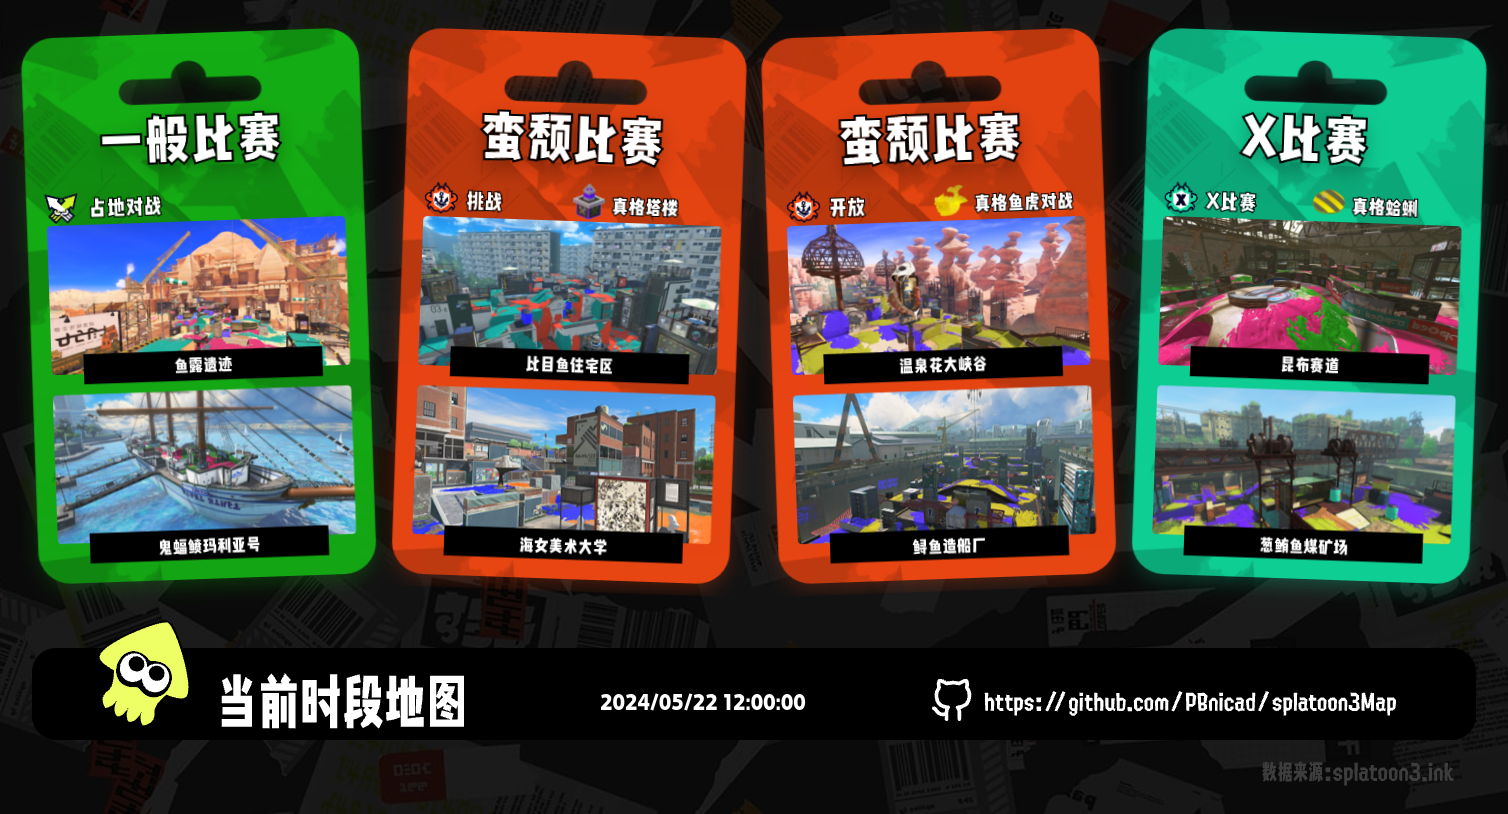 一般比赛
占地对战
鱼露遗迹
鬼蝠鲼玛利亚号
蛮颓比赛
挑战
真格塔楼
比目鱼住宅区
海女美术大学
蛮颓比赛
开放
真格鱼虎对战
温泉花大峡谷
鲟鱼造船厂
X比赛
X比赛
真格蛤蜊
昆布赛道
葱鲔鱼煤矿场
当前时段地图
2024/05/22 12:00:00
https://github.com/PBnicad/splatoon3Map
数据来源:splatoon3.ink